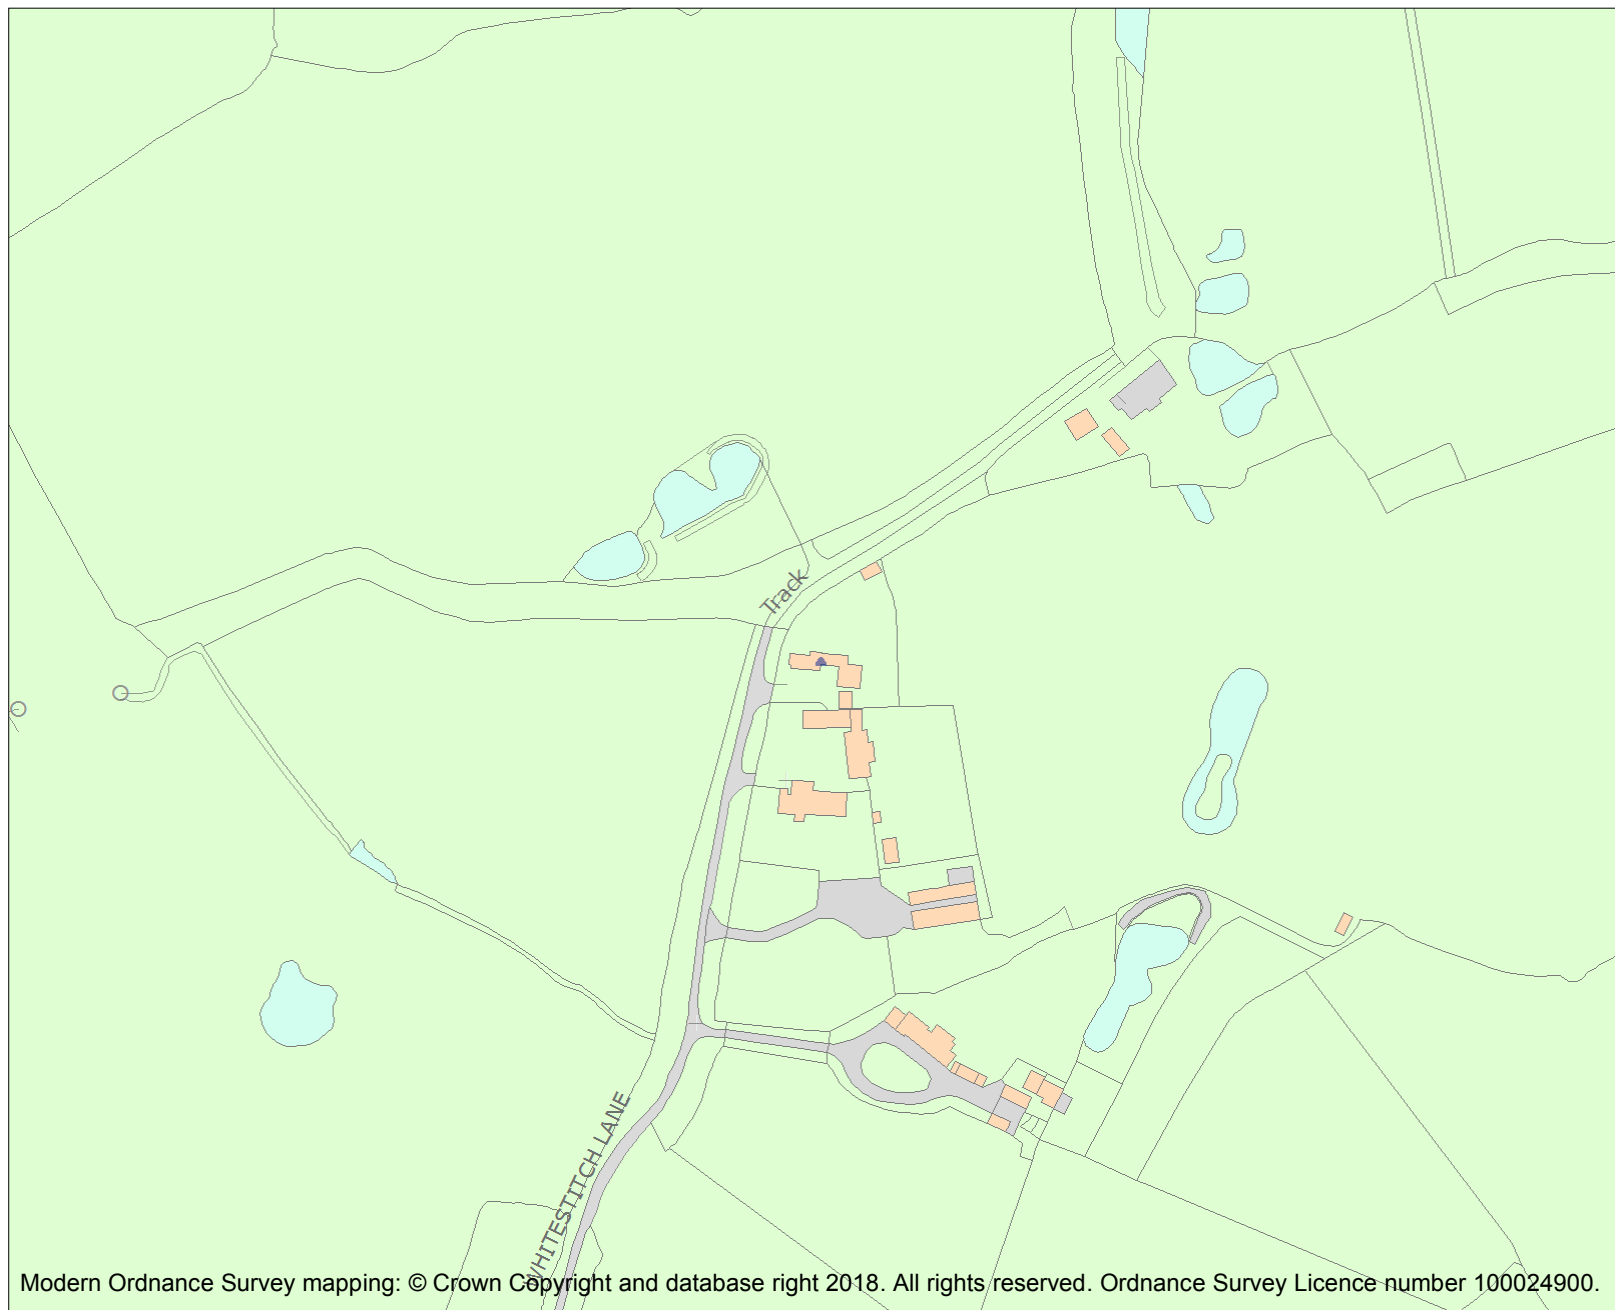 Track
WHITESTITCH LANE
Modern Ordnance Survey mapping: © Crown Copyright and database right 2018. All rights reserved. Ordnance Survey Licence number 100024900.